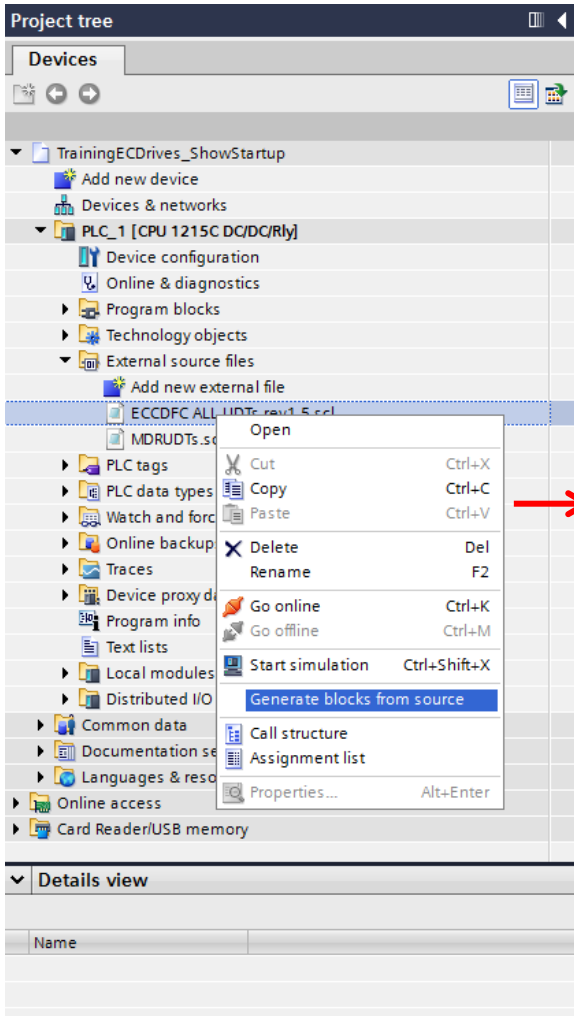 Project tree
Devices
TrainingECDrives_ShowStartup
Add new device
Devices & networks
PLC_1 [CPU 1215C DC/DC/Rly]
Device configuration
Online & diagnostics
Program blocks
Technology objects
External source files
Add new external file
ECCDFC ALL UDTs rev1.5.scl
MDRUDTs.sc
Open
PLC tags
Cut Ctrl+X
PLC data types
Copy Ctrl+C
Watch and forc
Paste Ctrl+V
Online backup
Delete Del
Traces
Rename F2
Device proxy da
Go online Ctrl+K
Program info
Go offline Ctrl+M
Text lists
Start simulation Ctrl+Shift+X
Local modules
Distributed I/O
Generate blocks from source
Common data
Call structure
Documentation se
Assignment list
Languages & reso
Properties... Alt+Enter
Online access
Card Reader/USB memory
Details view
Name